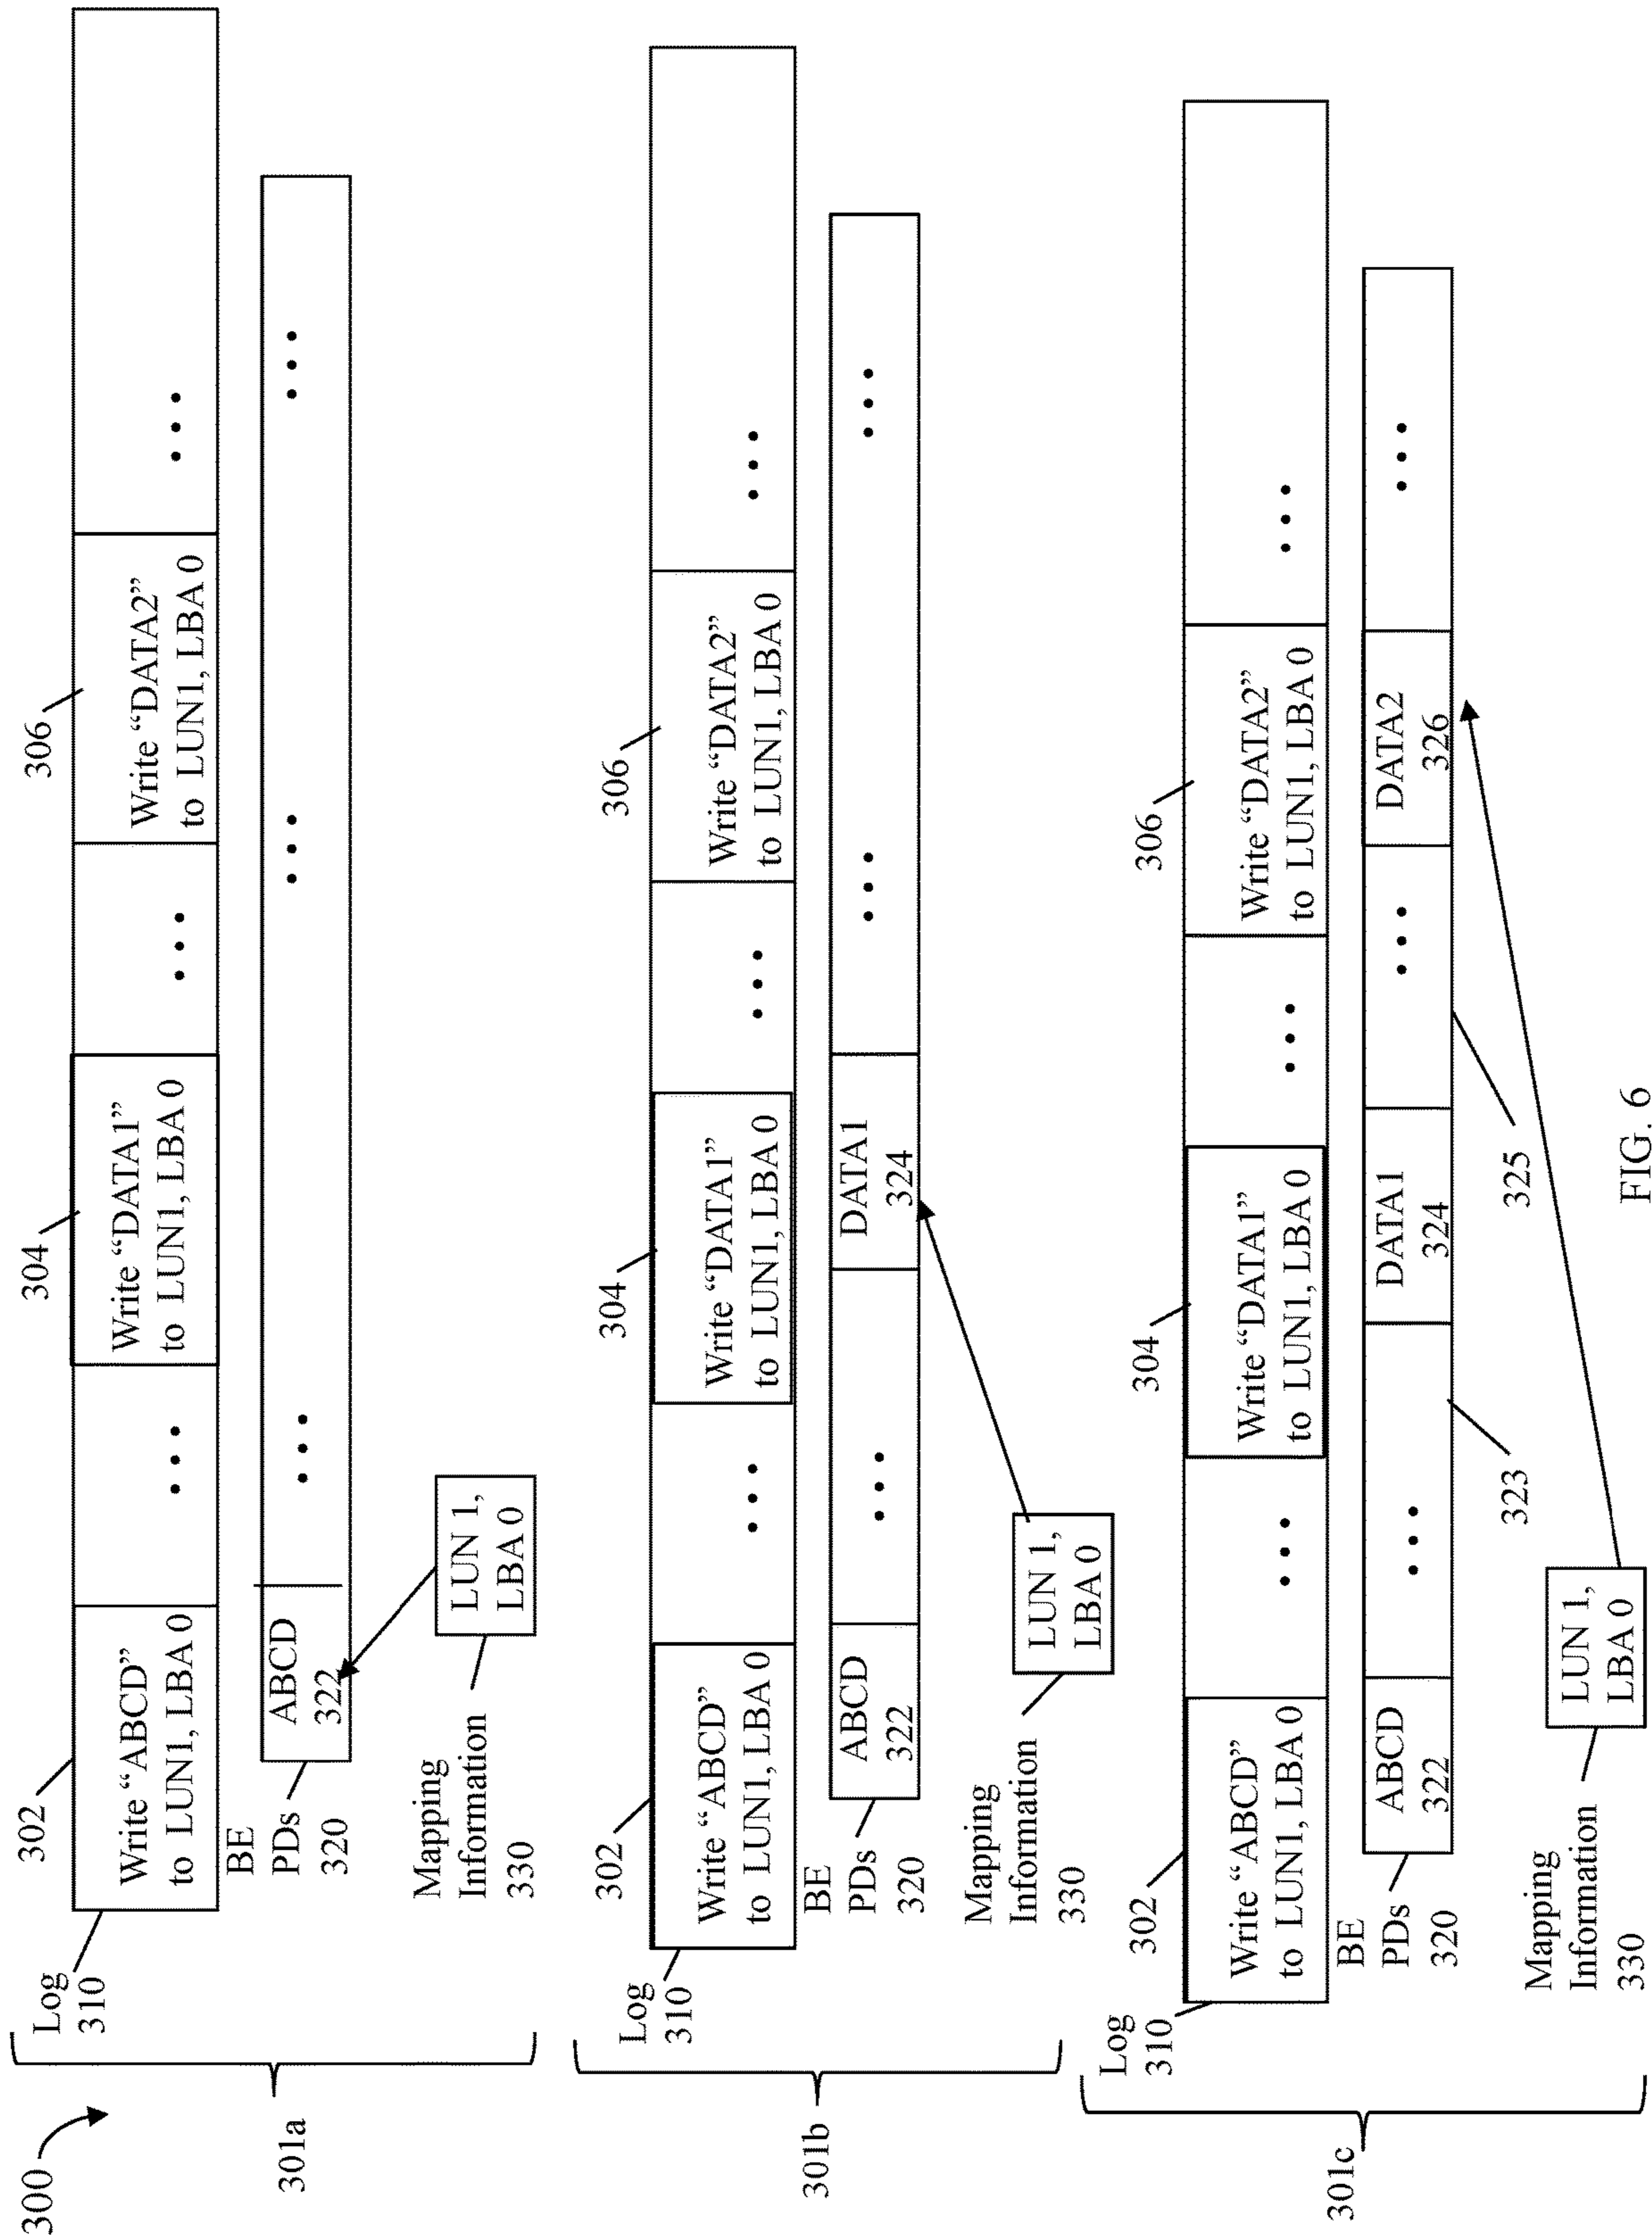 300
301a
Log
310
302
Write “ABCD”
to LUN1, LBA 0
...
304
Write “DATA1”
to LUN1, LBA 0
...
306
Write “DATA2”
to LUN1, LBA 0
...
BE
PDs
320
ABCD
322
...
...
...
Mapping
Information
330
LUN 1,
LBA 0
301b
Log
310
302
Write “ABCD”
to LUN1, LBA 0
...
304
Write “DATA1”
to LUN1, LBA 0
...
306
Write “DATA2”
to LUN1, LBA 0
...
BE
PDs
320
ABCD
322
...
DATA1
324
...
...
Mapping
Information
330
LUN 1,
LBA 0
301c
Log
310
302
Write “ABCD”
to LUN1, LBA 0
...
304
Write “DATA1”
to LUN1, LBA 0
...
306
Write “DATA2”
to LUN1, LBA 0
...
BE
PDs
320
ABCD
322
...
DATA1
324
...
DATA2
326
...
323
325
Mapping
Information
330
LUN 1,
LBA 0
FIG. 6